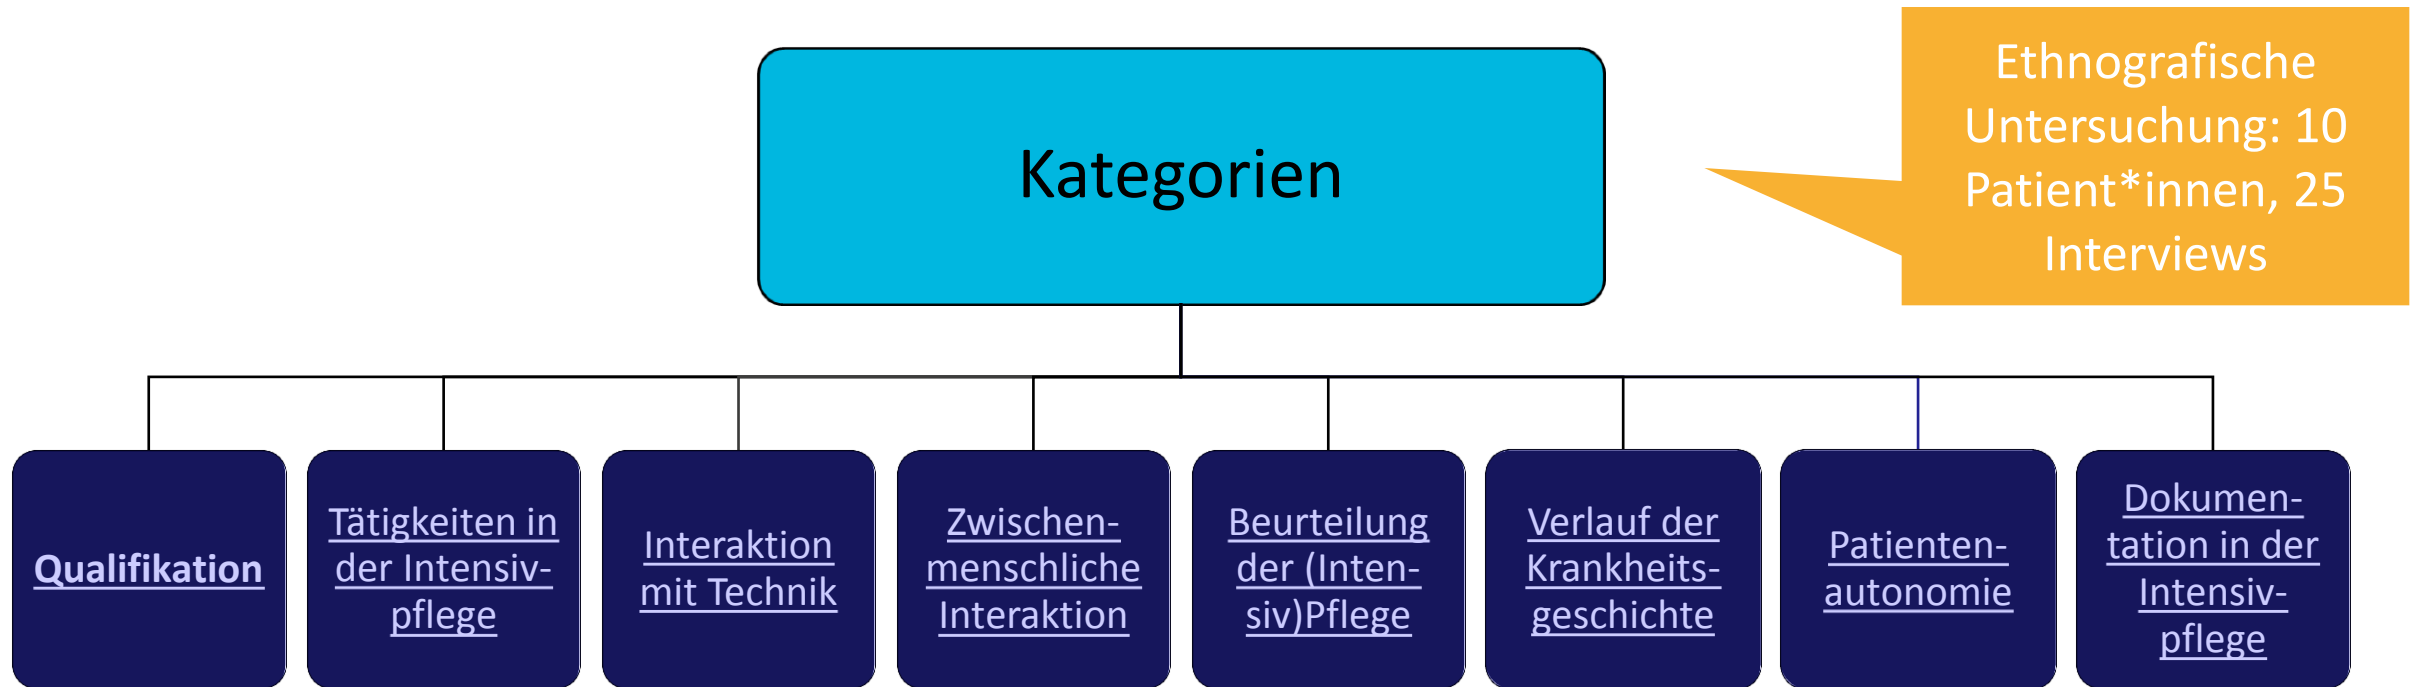 Kategorien
Ethnografische
Untersuchung: 10
Patient*innen, 25
Interviews
Qualifikation
Tätigkeiten in
der Intensiv-
pflege
Interaktion
mit Technik
Zwischen-
menschliche
Interaktion
Beurteilung
der (Inten-
siv)Pflege
Verlauf der
Krankheits-
geschichte
Patienten-
autonomie
Dokumen-
tation in der
Intensiv-
pflege